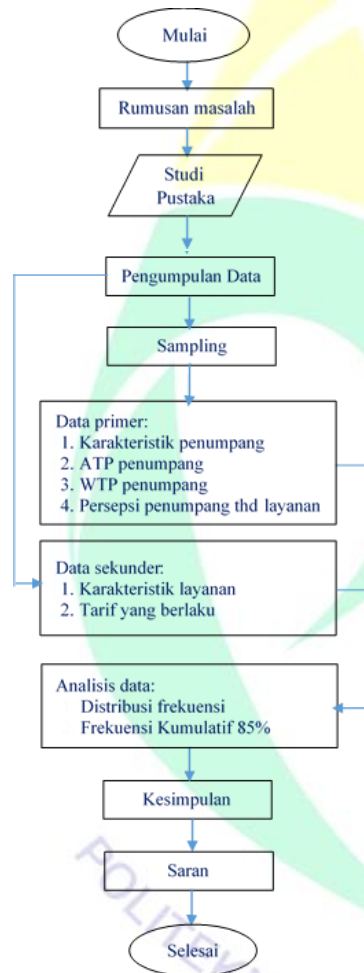 Mulai
Rumusan masalah
Studi
Pustaka
Pengumpulan Data
Sampling
Data primer:
1. Karakteristik penumpang
2. ATP penumpang
3. WTP penumpang
4. Persepsi penumpang thd layanan
Data sekunder:
1. Karakteristik layanan
2. Tarif yang berlaku
Analisis data:
Distribusi frekuensi
Frekuensi Kumulatif 85%
Kesimpulan
Saran
Selesai